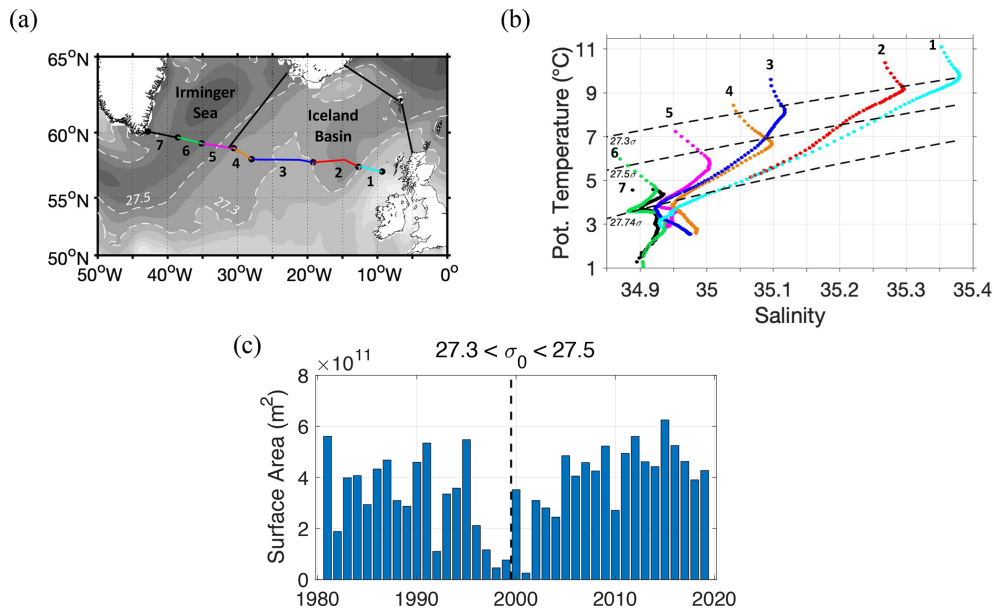 (a)
65°N
60°N
55°N
50°N
50°W
40°W
30°W
20°W
10°W
0°
Irminger
Sea
Iceland
Basin
7
6
5
4
3
2
1
27.5
27.3
(b)
Pot. Temperature (°C)
11
9
7
5
3
1
34.9
35
35.1
35.2
35.3
35.4
Salinity
1
2
3
4
5
6
7
27.3σ
27.5σ
27.74σ
(c)
27.3 < σ₀ < 27.5
×10¹¹
Surface Area (m²)
8
6
4
2
0
1980
1990
2000
2010
2020